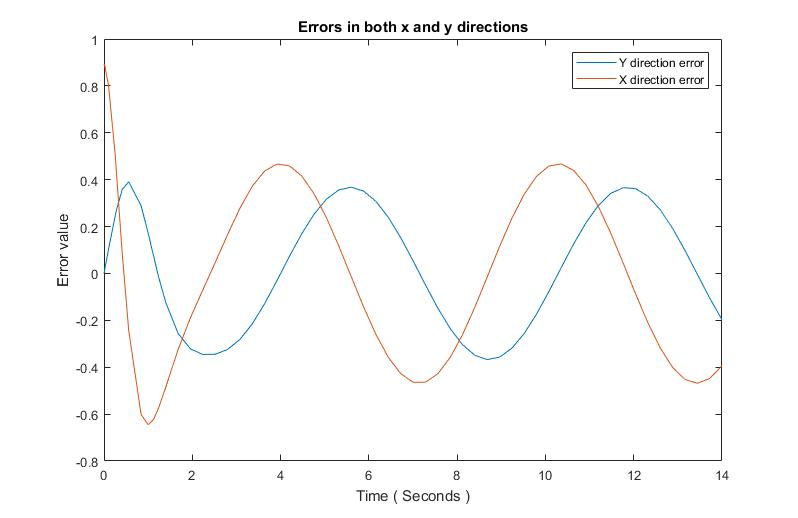 Errors in both x and y directions
1
0.8
0.6
0.4
0.2
0
-0.2
-0.4
-0.6
-0.8
Error value
Y direction error
X direction error
0 2 4 6 8 10 12 14
Time ( Seconds )